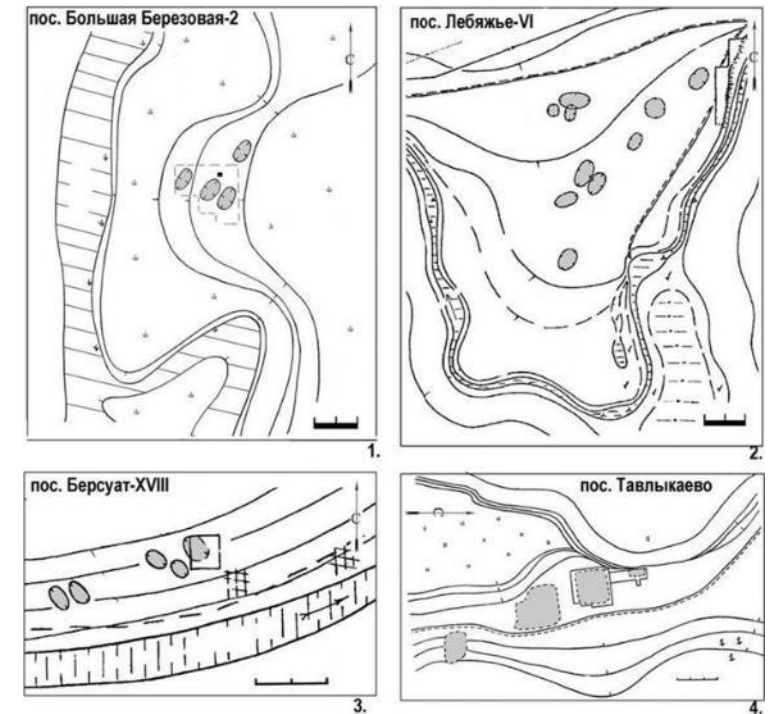 пос. Большая Березовая-2
С
1.
пос. Лебяжье-VI
С
2.
пос. Берсуат-XVIII
С
3.
пос. Тавлыкаево
С
4.